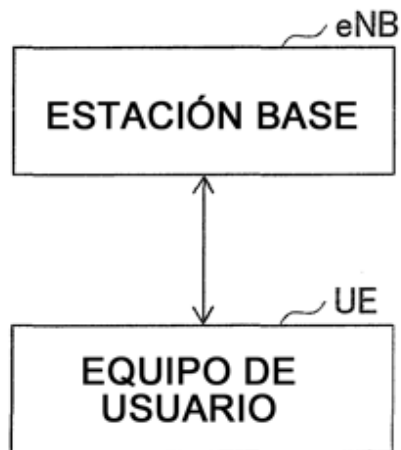 eNB
ESTACIÓN BASE
UE
EQUIPO DE
USUARIO